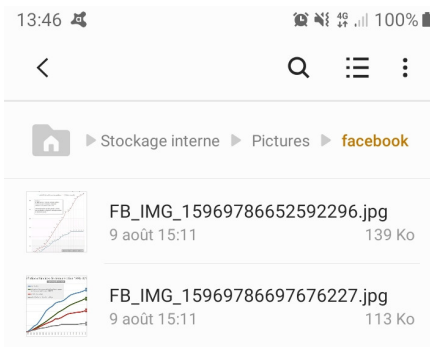 13:46 4G 100%
Stockage interne Pictures facebook
FB_IMG_15969786652592296.jpg
9 août 15:11 139 Ko
FB_IMG_15969786697676227.jpg
9 août 15:11 113 Ko